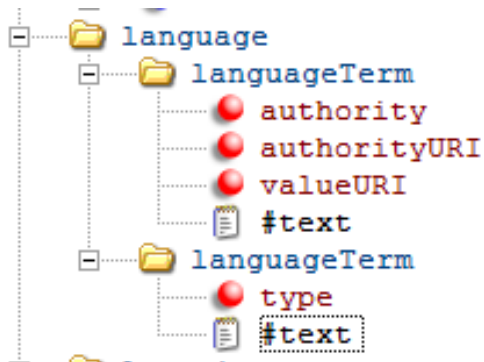 language
languageTerm
authority
authorityURI
valueURI
#text
languageTerm
type
#text